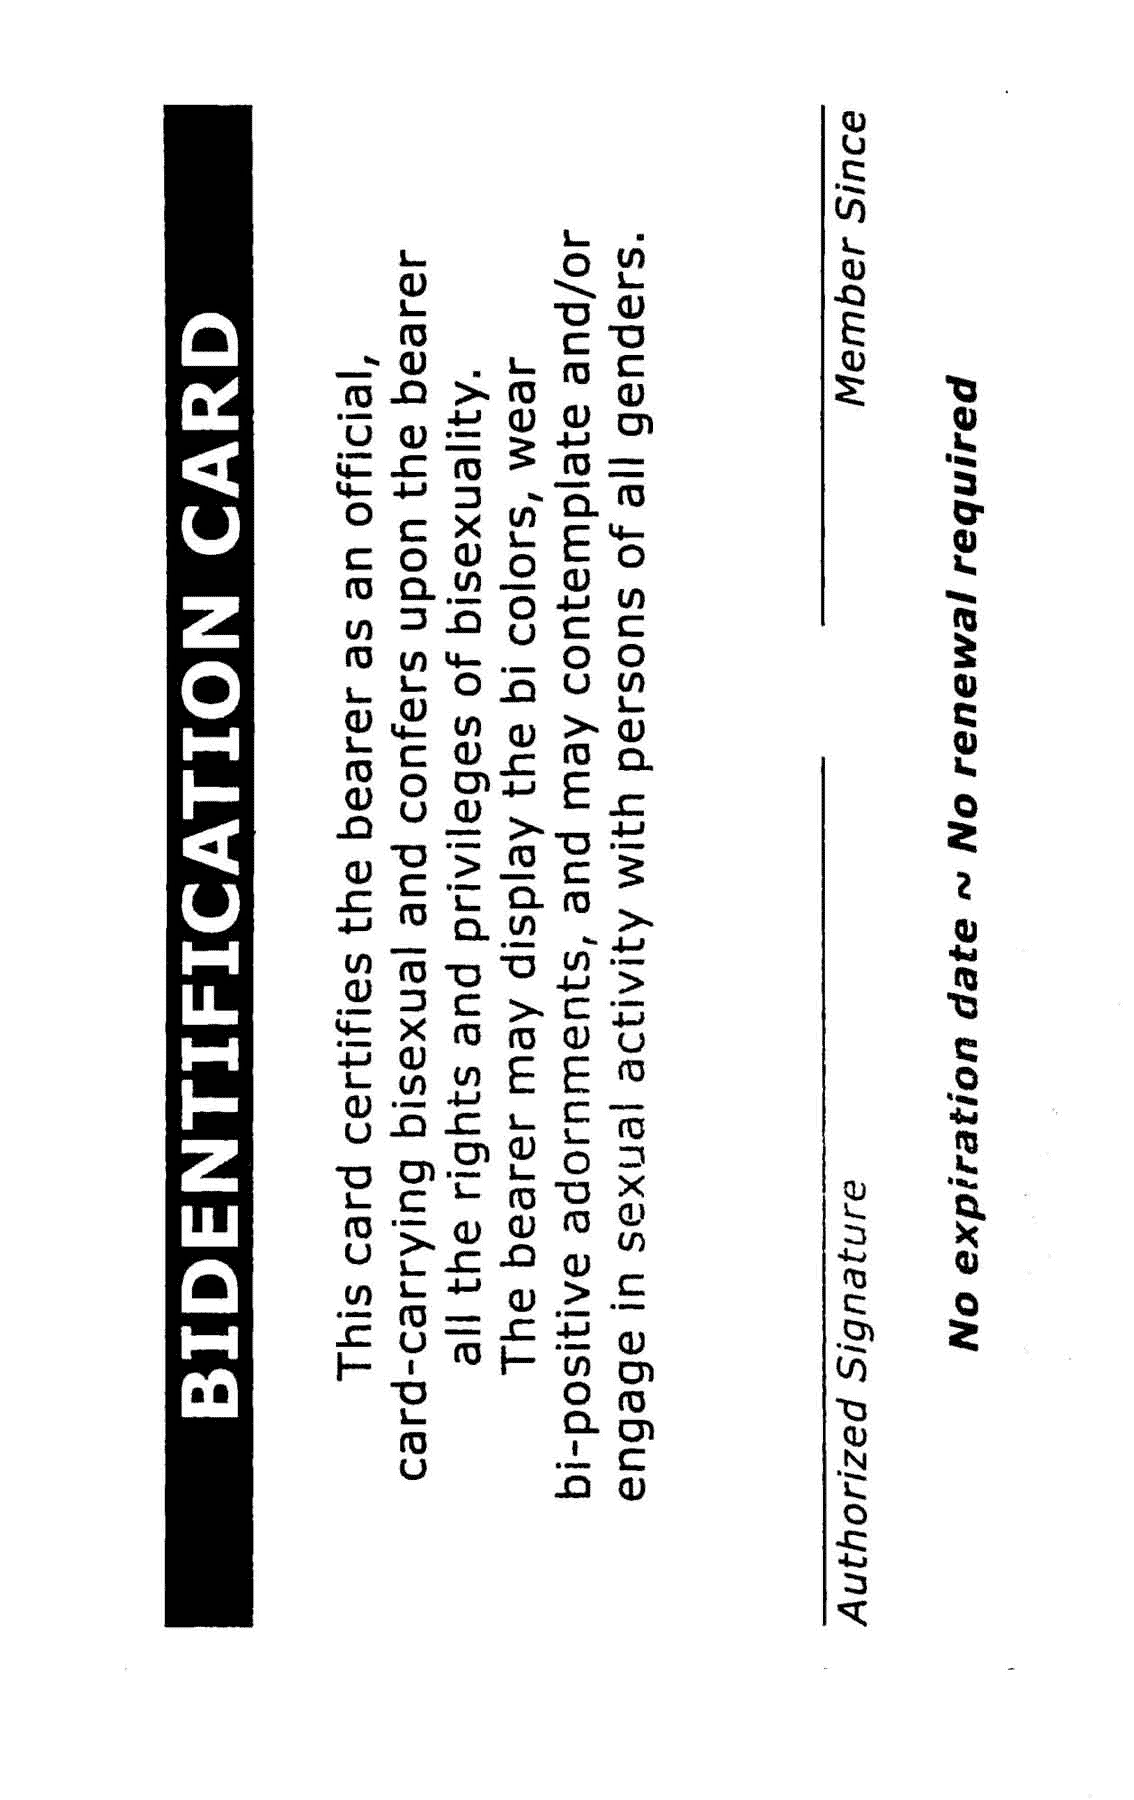 BIDENTIFICATION CARD
This card certifies the bearer as an official,
card-carrying bisexual and confers upon the bearer
all the rights and privileges of bisexuality.
The bearer may display the bi colors, wear
bi-positive adornments, and may contemplate and/or
engage in sexual activity with persons of all genders.
Authorized Signature
Member Since
No expiration date ~ No renewal required